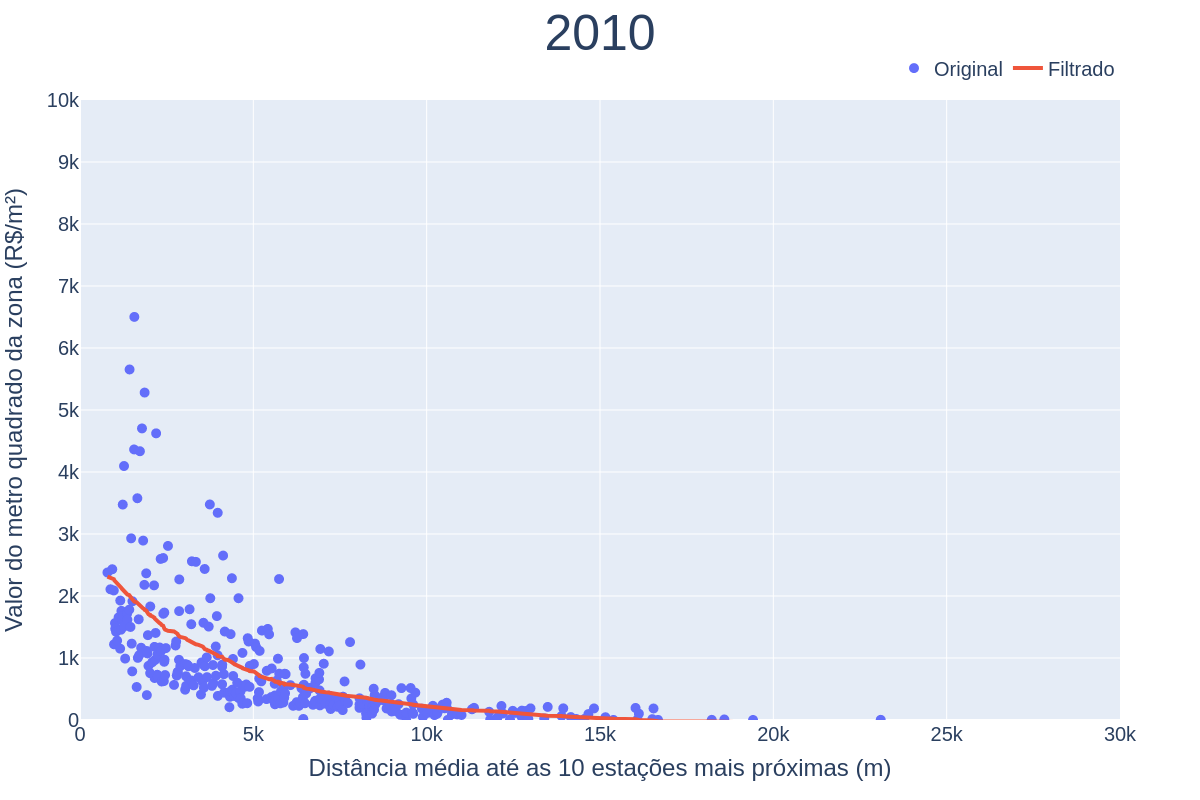 2010
Original
Filtrado
10k
9k
8k
7k
6k
5k
4k
3k
2k
1k
0
Valor do metro quadrado da zona (R$/m²)
0
5k
10k
15k
20k
25k
30k
Distância média até as 10 estações mais próximas (m)